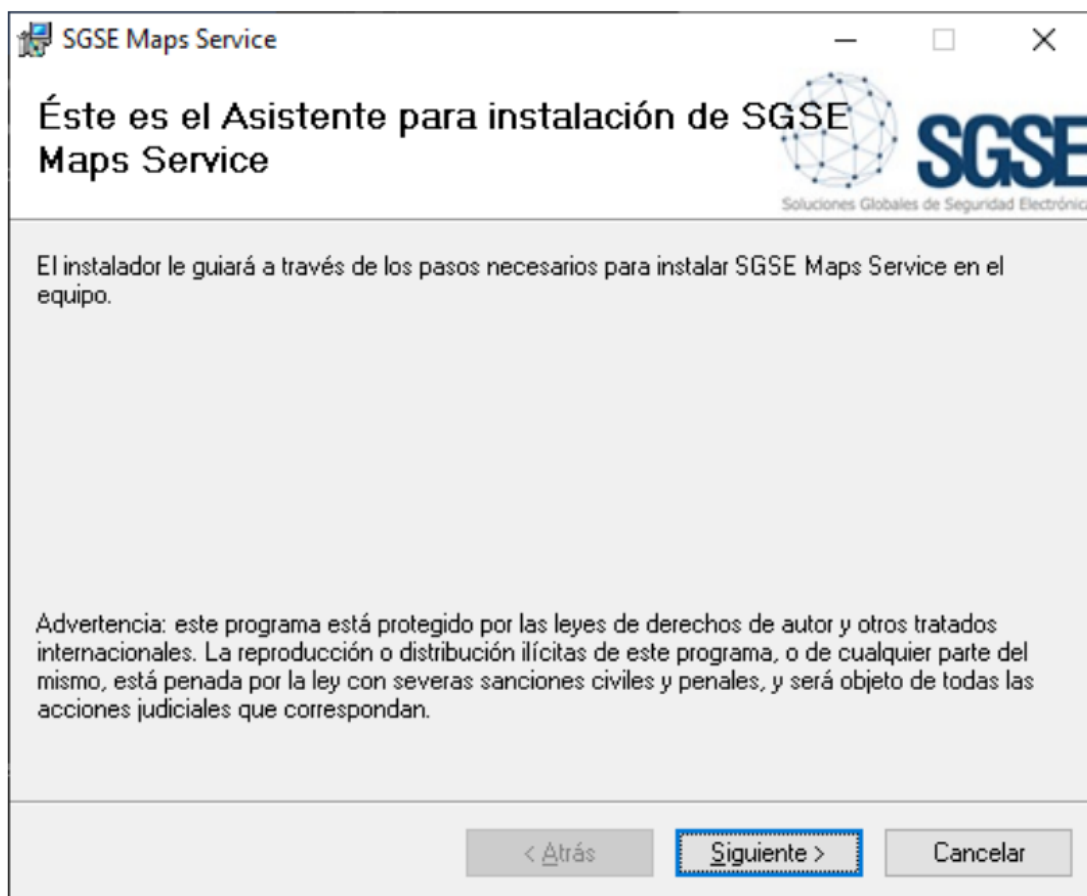 SGSE Maps Service
Éste es el Asistente para instalación de SGSE
Maps Service
SGSE
Soluciones Globales de Seguridad Electrónica
El instalador le guiará a través de los pasos necesarios para instalar SGSE Maps Service en el
equipo.
Advertencia: este programa está protegido por las leyes de derechos de autor y otros tratados
internacionales. La reproducción o distribución ilícitas de este programa, o de cualquier parte del
mismo, está penada por la ley con severas sanciones civiles y penales, y será objeto de todas las
acciones judiciales que correspondan.
< Atrás
Siguiente >
Cancelar